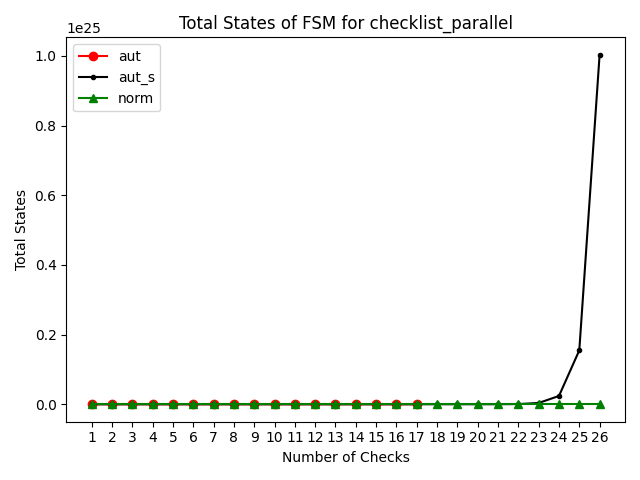 Total States of FSM for checklist_parallel
1e25
aut
aut_s
norm
1.0
0.8
0.6
0.4
0.2
0.0
Total States
1 2 3 4 5 6 7 8 9 10 11 12 13 14 15 16 17 18 19 20 21 22 23 24 25 26
Number of Checks